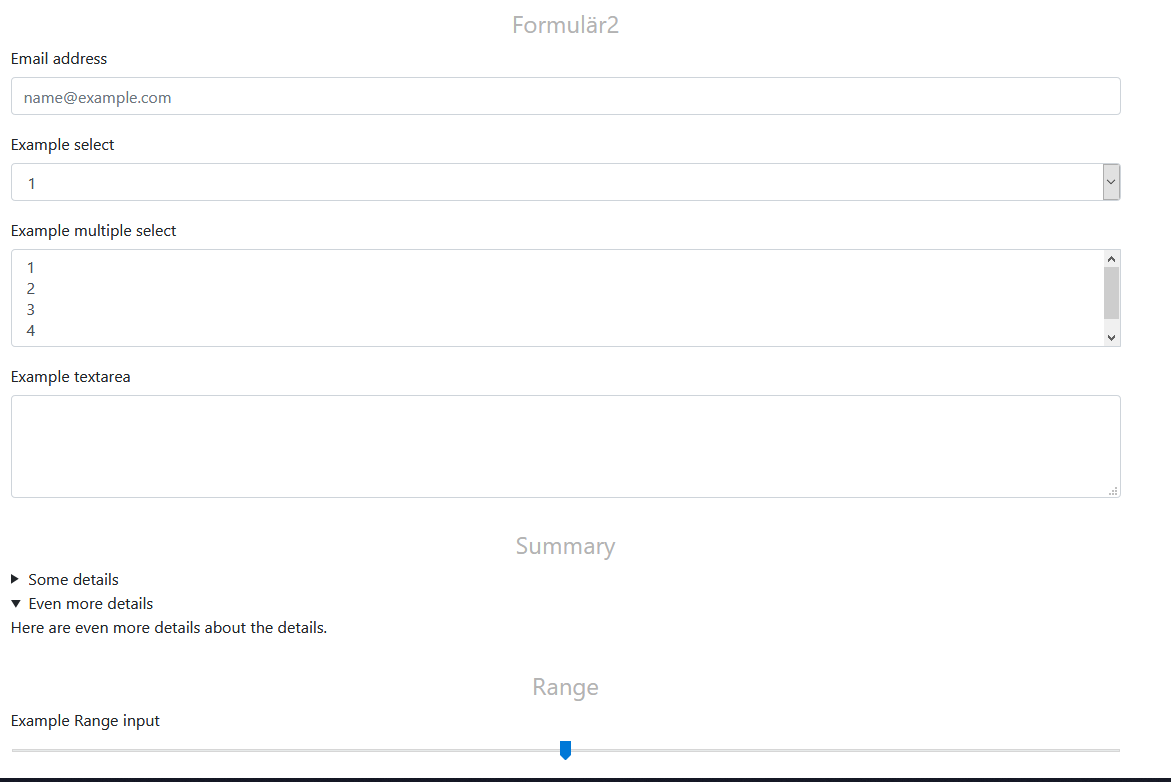 Formulär2
Email address
name@example.com
Example select
1
Example multiple select
1
2
3
4
Example textarea
Summary
Some details
Even more details
Here are even more details about the details.
Range
Example Range input